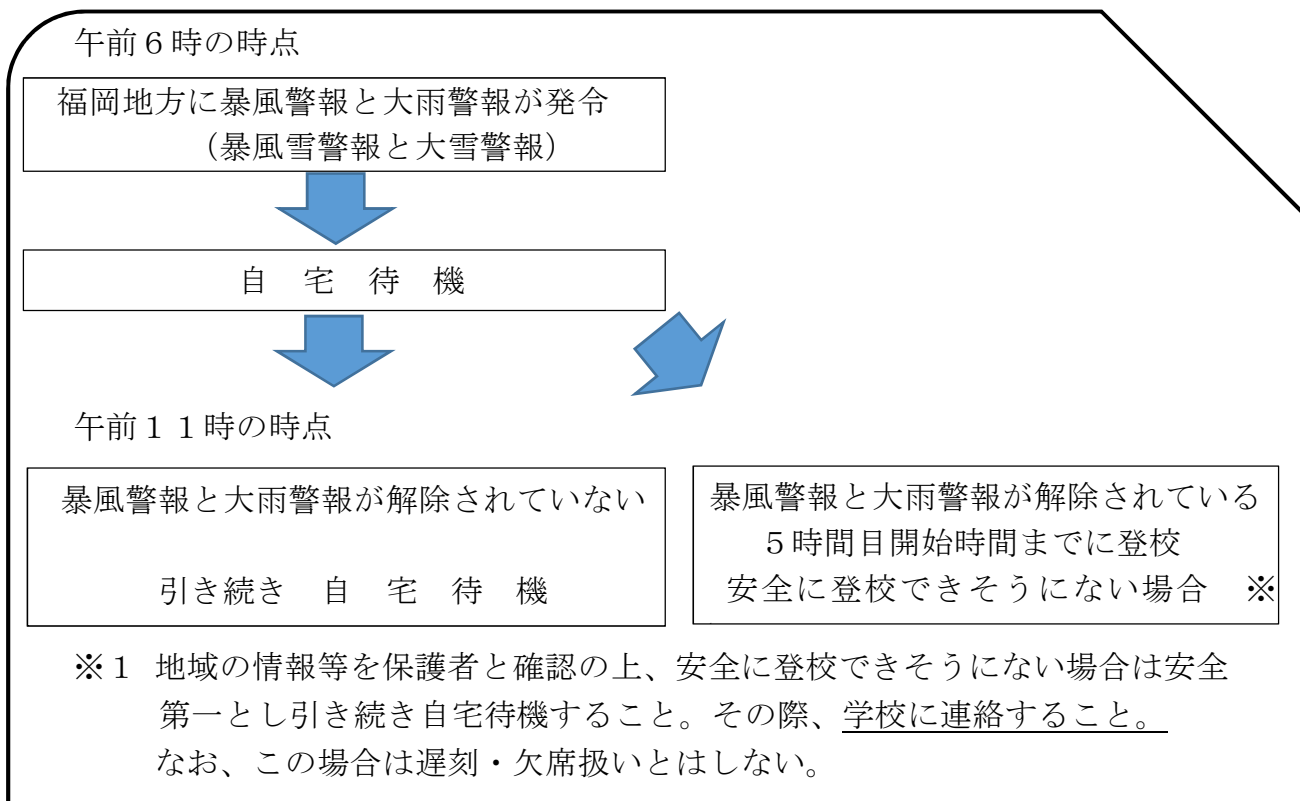 午前６時の時点
福岡地方に暴風警報と大雨警報が発令
（暴風雪警報と大雪警報）
自　宅　待　機
午前１１時の時点
暴風警報と大雨警報が解除されていない
引き続き　自　宅　待　機
暴風警報と大雨警報が解除されている
５時間目開始時間までに登校
安全に登校できそうにない場合　※
※１　地域の情報等を保護者と確認の上、安全に登校できそうにない場合は安全
第一とし引き続き自宅待機すること。その際、学校に連絡すること。
なお、この場合は遅刻・欠席扱いとはしない。